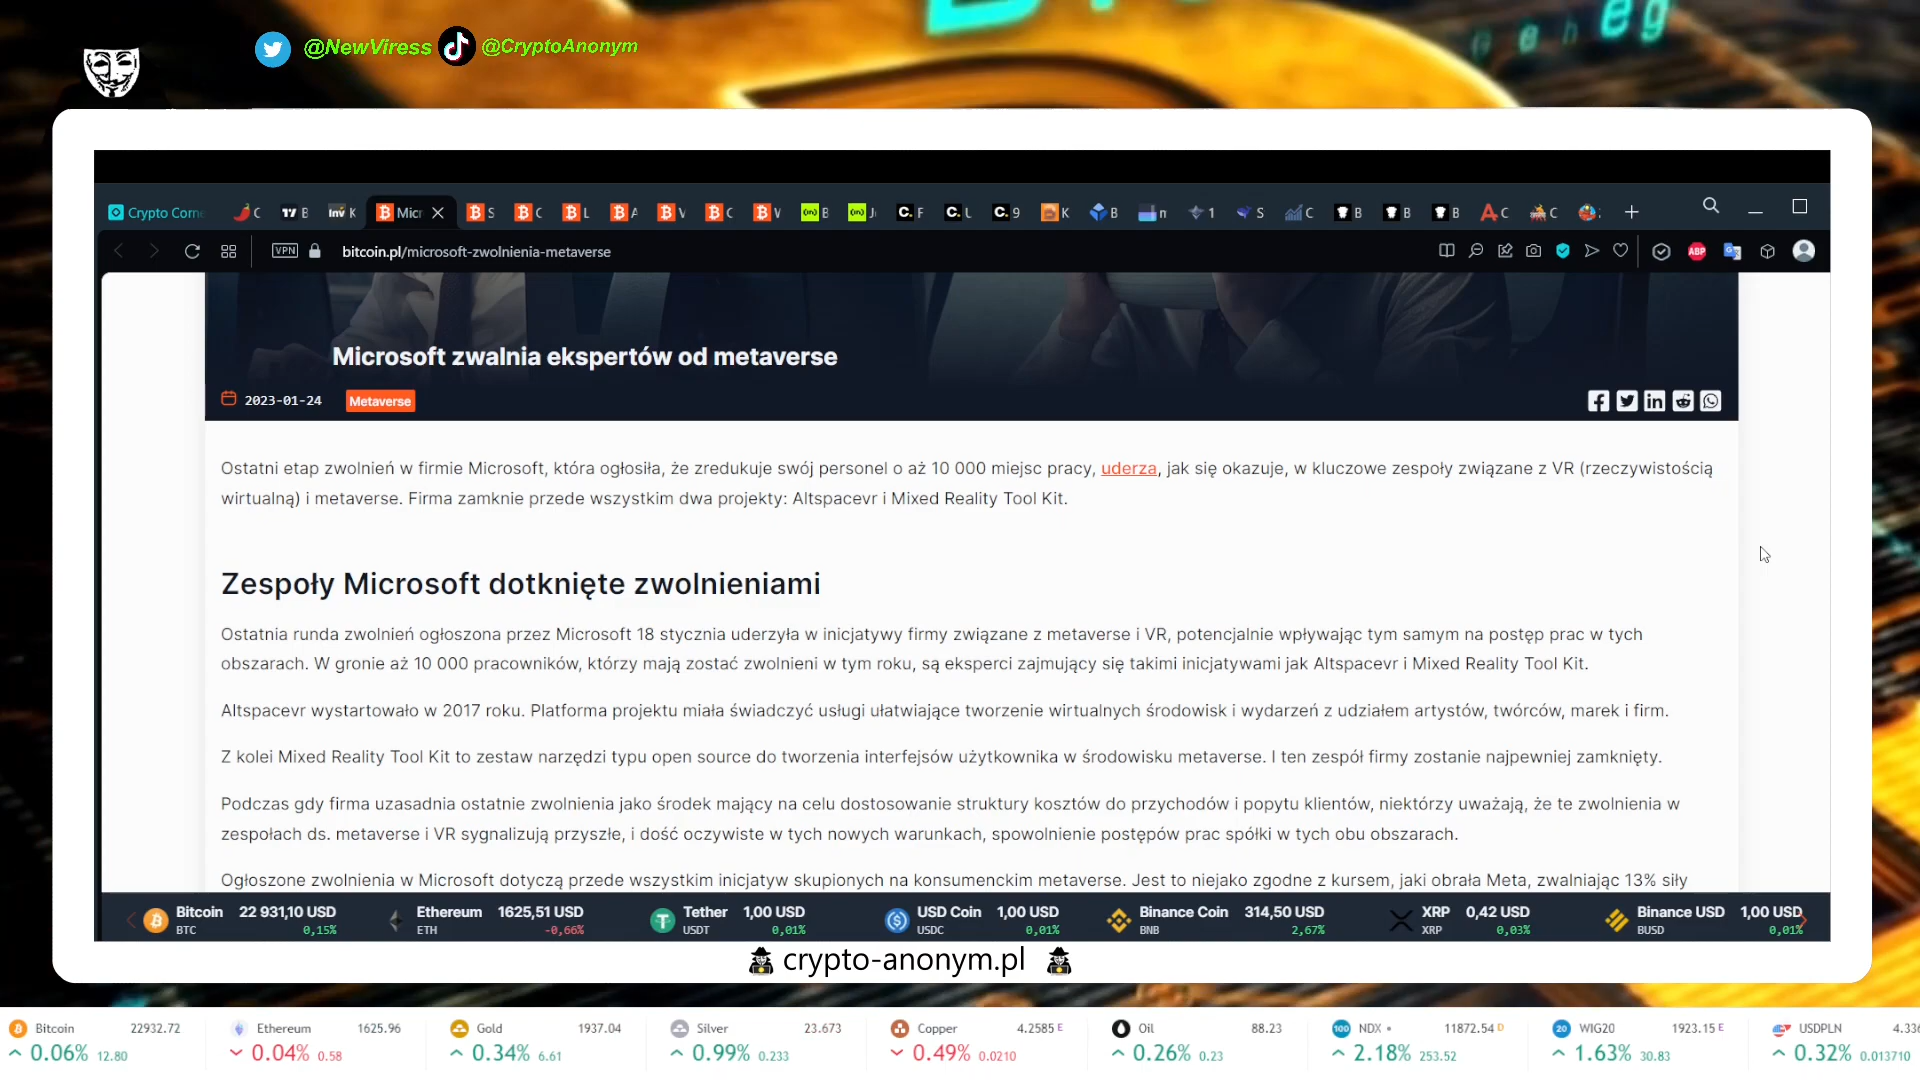 @NewViress @CryptoAnonym
Crypto Corne
Micr
bitcoin.pl/microsoft-zwolnienia-metaverse
VPN
ABP
Microsoft zwalnia ekspertów od metaverse
2023-01-24 Metaverse
Ostatni etap zwolnień w firmie Microsoft, która ogłosiła, że zredukuje swój personel o aż 10 000 miejsc pracy, uderza, jak się okazuje, w kluczowe zespoły związane z VR (rzeczywistością
wirtualną) i metaverse. Firma zamknie przede wszystkim dwa projekty: Altspacevr i Mixed Reality Tool Kit.
Zespoły Microsoft dotknięte zwolnieniami
Ostatnia runda zwolnień ogłoszona przez Microsoft 18 stycznia uderzyła w inicjatywy firmy związane z metaverse i VR, potencjalnie wpływając tym samym na postęp prac w tych
obszarach. W gronie aż 10 000 pracowników, którzy mają zostać zwolnieni w tym roku, są eksperci zajmujący się takimi inicjatywami jak Altspacevr i Mixed Reality Tool Kit.
Altspacevr wystartowało w 2017 roku. Platforma projektu miała świadczyć usługi ułatwiające tworzenie wirtualnych środowisk i wydarzeń z udziałem artystów, twórców, marek i firm.
Z kolei Mixed Reality Tool Kit to zestaw narzędzi typu open source do tworzenia interfejsów użytkownika w środowisku metaverse. I ten zespół firmy zostanie najpewniej zamknięty.
Podczas gdy firma uzasadnia ostatnie zwolnienia jako środek mający na celu dostosowanie struktury kosztów do przychodów i popytu klientów, niektórzy uważają, że te zwolnienia w
zespołach ds. metaverse i VR sygnalizują przyszłe, i dość oczywiste w tych nowych warunkach, spowolnienie postępów prac spółki w tych obu obszarach.
Ogłoszone zwolnienia w Microsoft dotyczą przede wszystkim inicjatyw skupionych na konsumenckim metaverse. Jest to niejako zgodne z kursem, jaki obrała Meta, zwalniając 13% siły
Bitcoin 22 931,10 USD Ethereum 1625,51 USD Tether 1,00 USD USD Coin 1,00 USD Binance Coin 314,50 USD XRP 0,42 USD Binance USD 1,00 USD
BTC 0,15% ETH -0,66% USDT 0,01% USDC 0,01% BNB 2,67% XRP 0,03% BUSD 0,01%
crypto-anonym.pl
Bitcoin 22932.72 Ethereum 1625.96 Gold 1937.04 Silver 23.673 Copper 4.2585 E Oil 88.23 NDX 11872.54 D WIG20 1923.15 E USDPLN 4.336
0.06% 12.80 0.04% 0.58 0.34% 6.61 0.99% 0.233 0.49% 0.0210 0.26% 0.23 2.18% 253.52 1.63% 30.83 0.32% 0.013710